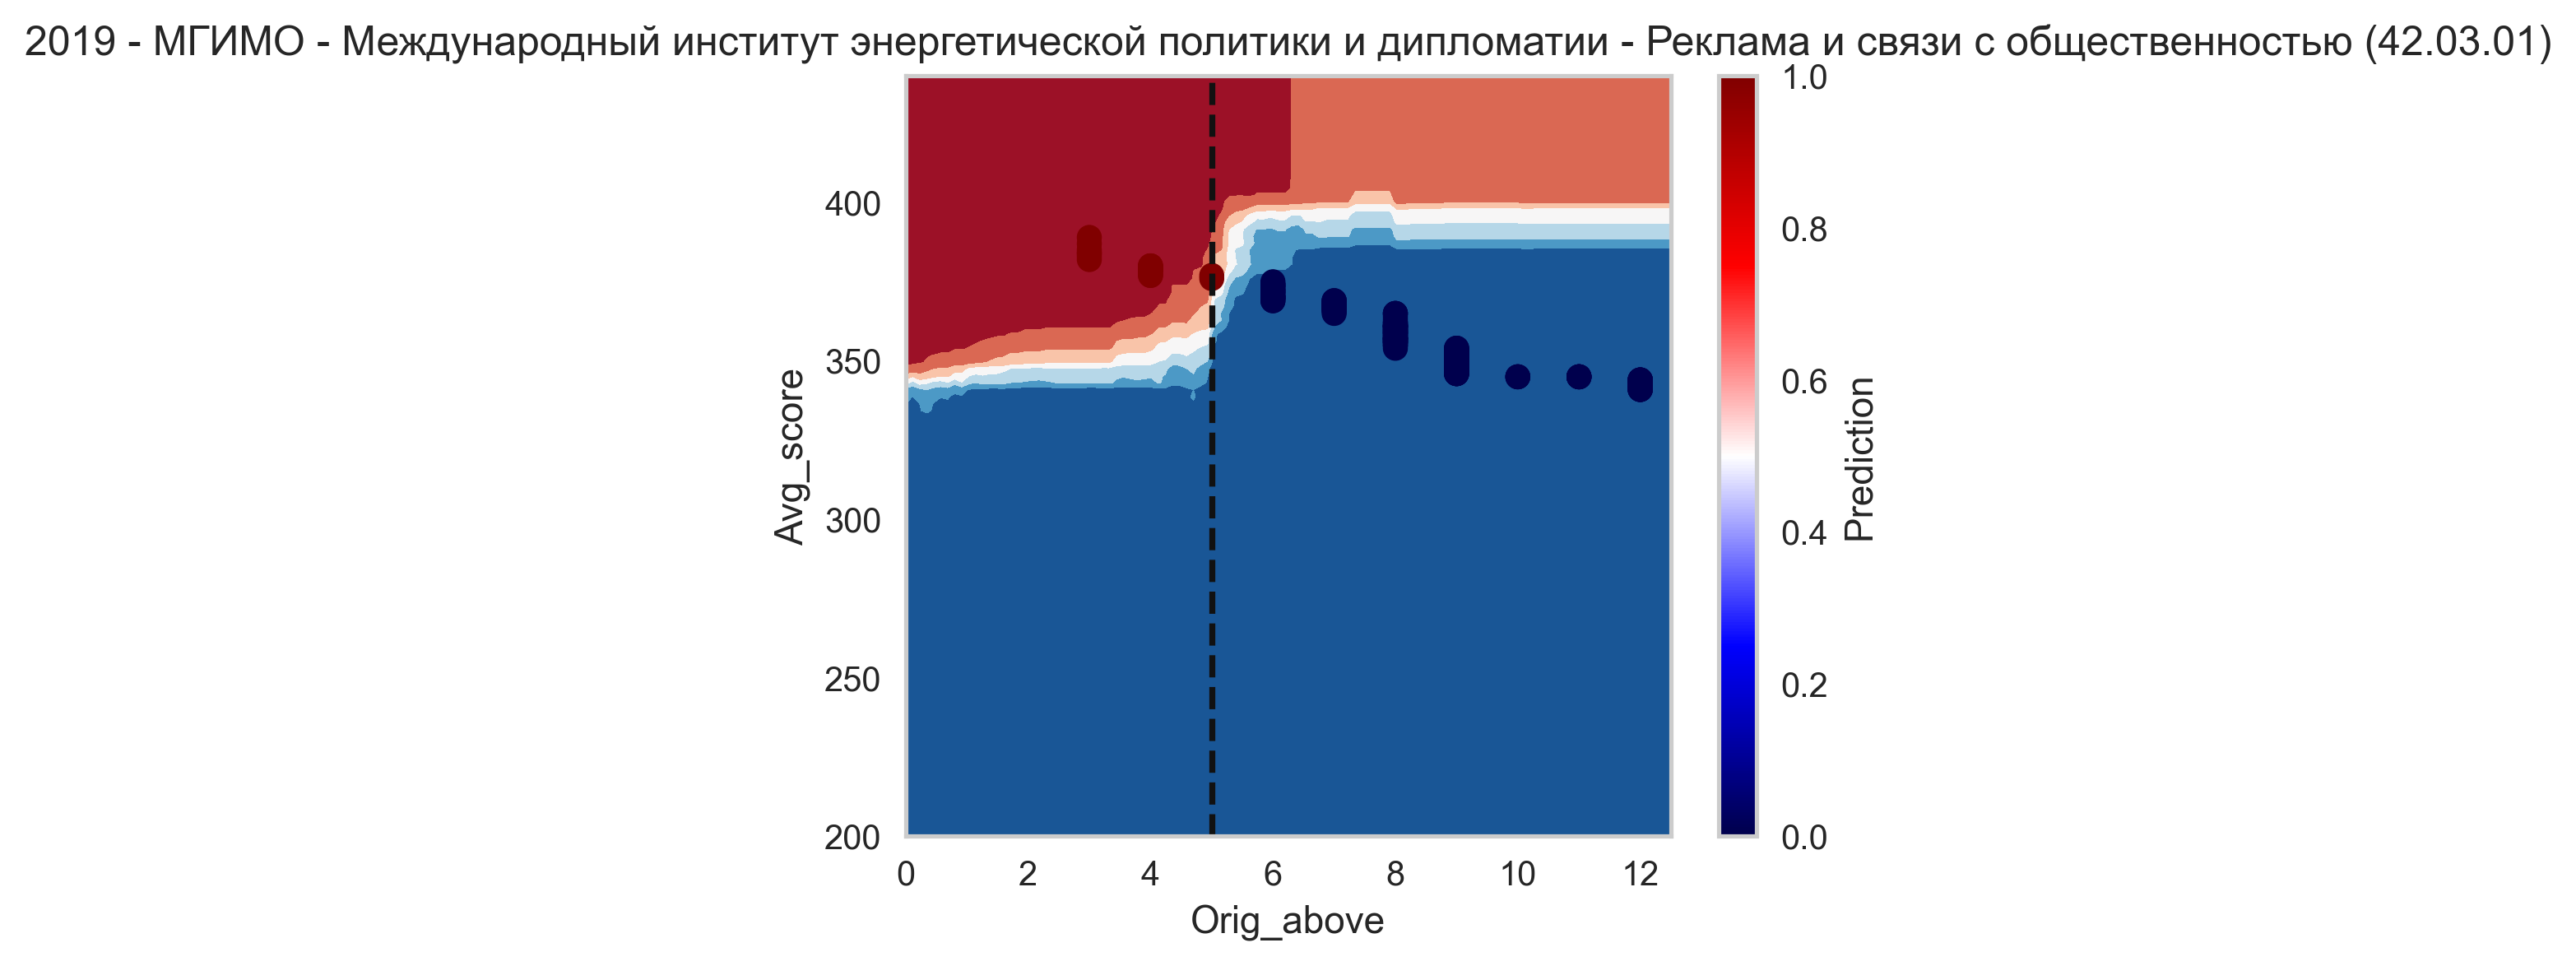 2019 - МГИМО - Международный институт энергетической политики и дипломатии - Реклама и связи с общественностью (42.03.01)
400
350
300
250
200
Avg_score
0 2 4 6 8 10 12
Orig_above
1.0
0.8
0.6
0.4
0.2
0.0
Prediction